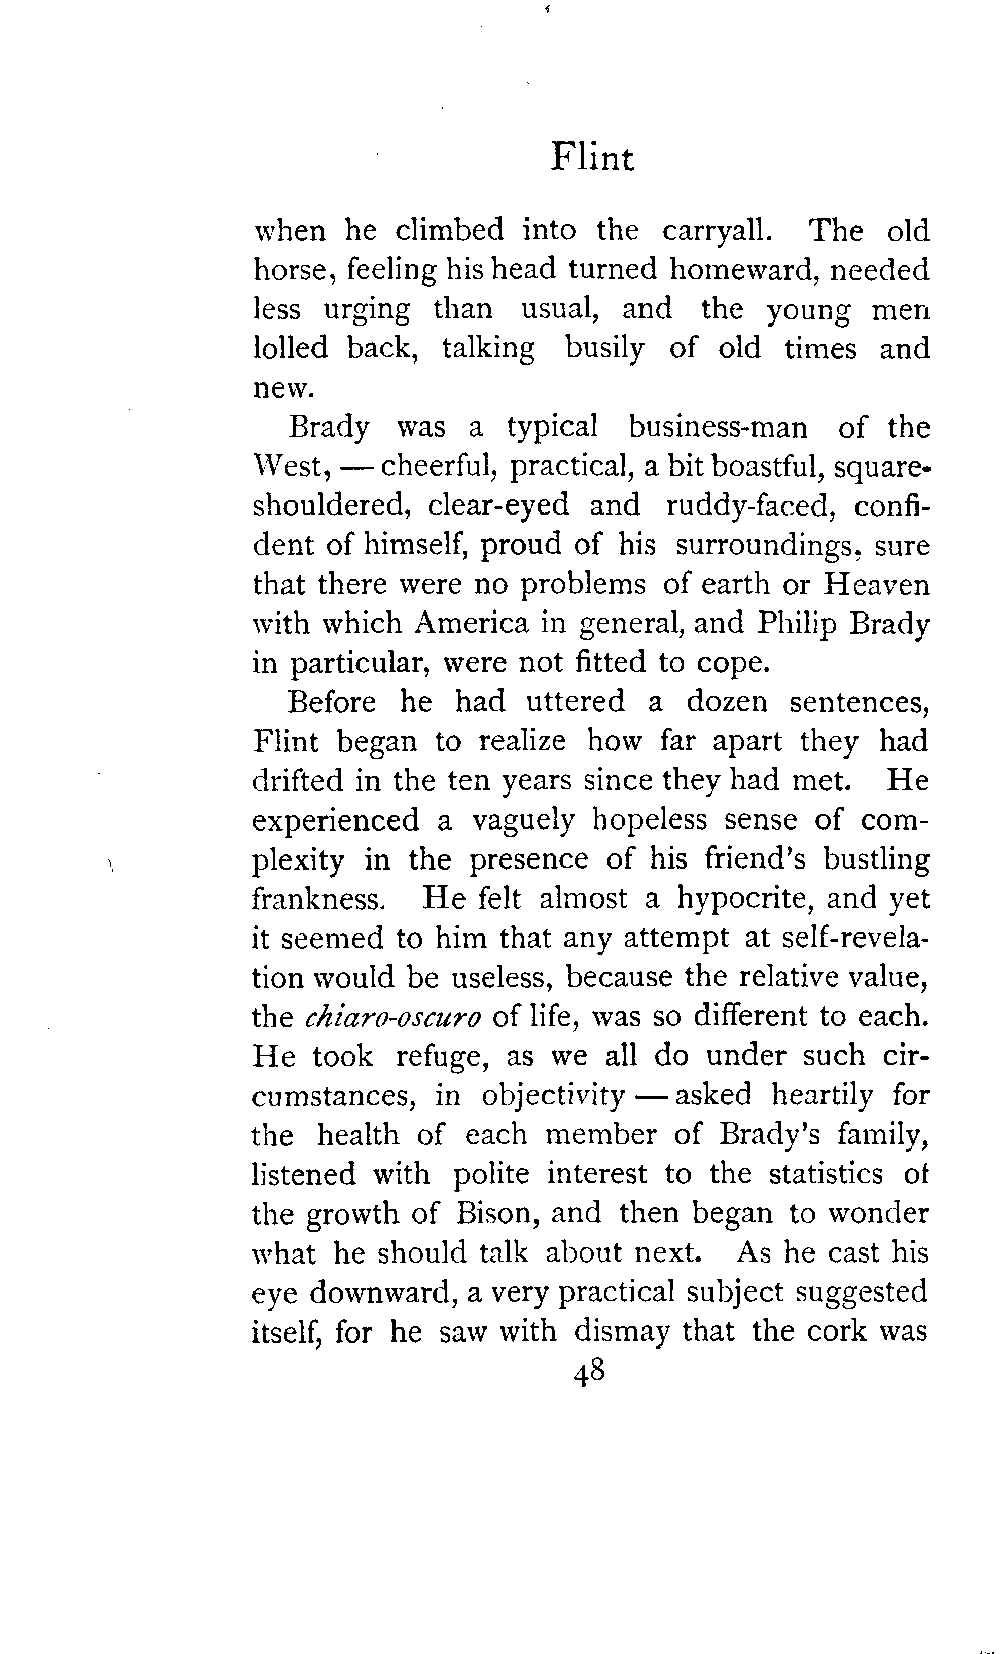 Flint
when he climbed into the carryall. The old
horse, feeling his head turned homeward, needed
less urging than usual, and the young men
lolled back, talking busily of old times and
new.
Brady was a typical business-man of the
West, — cheerful, practical, a bit boastful, square-
shouldered, clear-eyed and ruddy-faced, confi-
dent of himself, proud of his surroundings, sure
that there were no problems of earth or Heaven
with which America in general, and Philip Brady
in particular, were not fitted to cope.
Before he had uttered a dozen sentences,
Flint began to realize how far apart they had
drifted in the ten years since they had met. He
experienced a vaguely hopeless sense of com-
plexity in the presence of his friend's bustling
frankness. He felt almost a hypocrite, and yet
it seemed to him that any attempt at self-revela-
tion would be useless, because the relative value,
the chiaro-oscuro of life, was so different to each.
He took refuge, as we all do under such cir-
cumstances, in objectivity — asked heartily for
the health of each member of Brady's family,
listened with polite interest to the statistics of
the growth of Bison, and then began to wonder
what he should talk about next. As he cast his
eye downward, a very practical subject suggested
itself, for he saw with dismay that the cork was
48